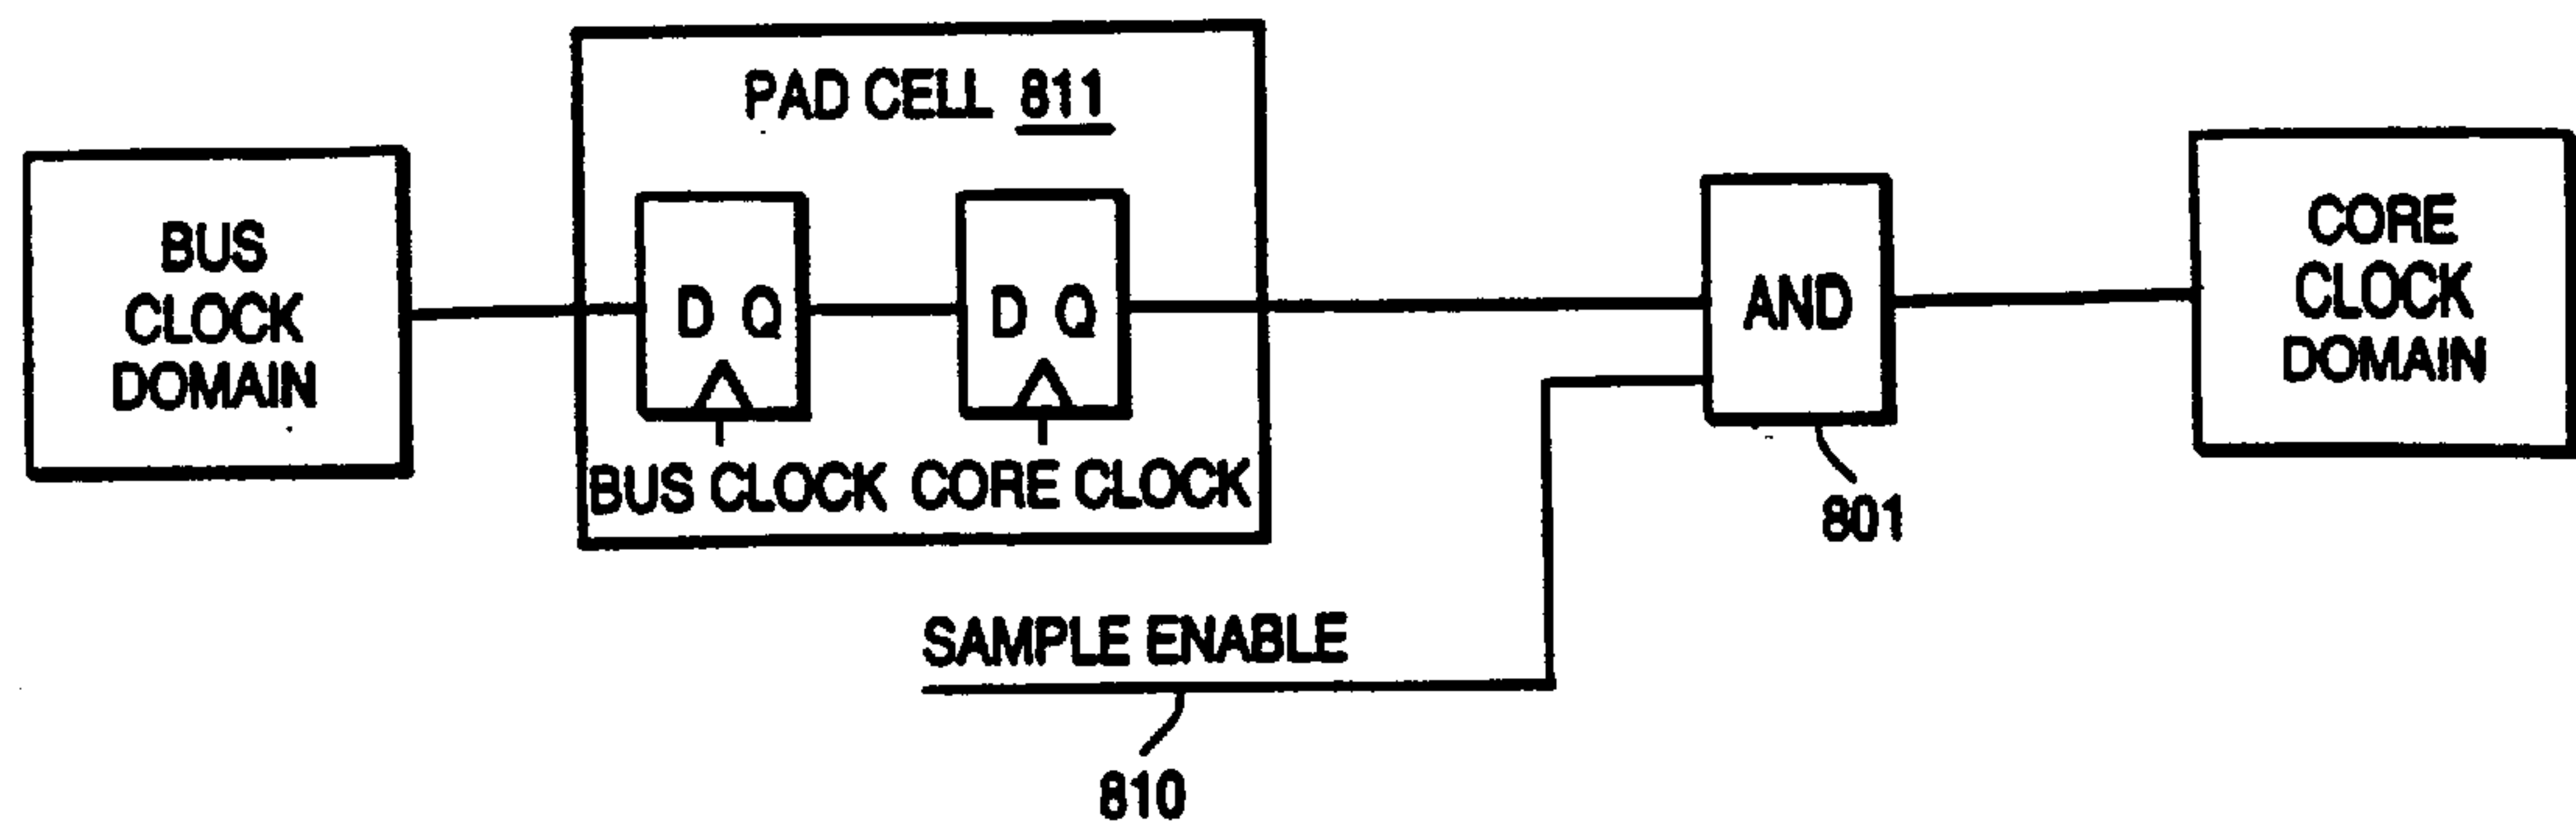 PAD CELL 811
BUS
CLOCK
DOMAIN
D Q
D Q
BUS CLOCK
CORE CLOCK
AND
801
CORE
CLOCK
DOMAIN
SAMPLE ENABLE
810